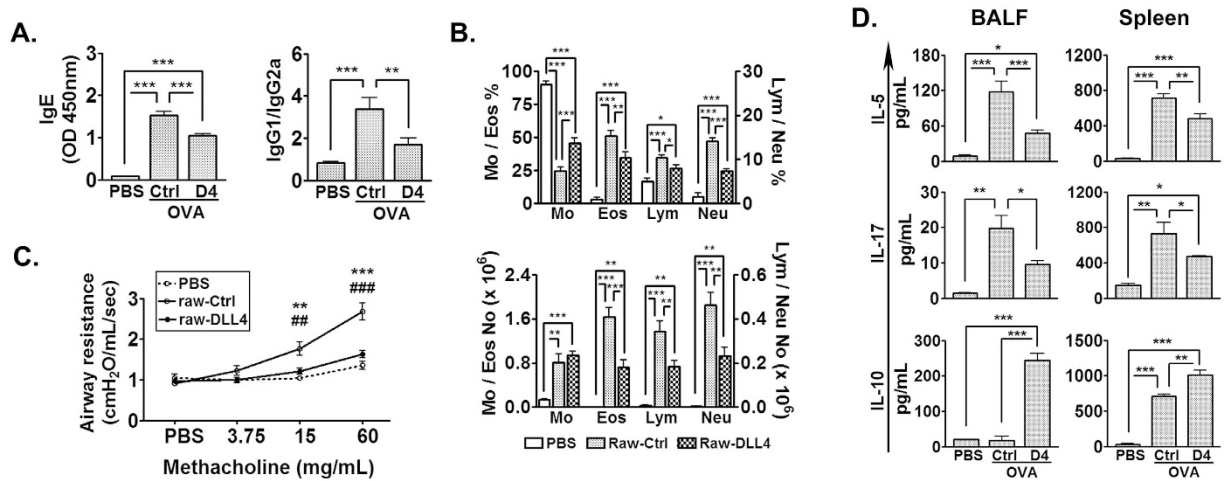 A.
IgE
(OD 450nm)
3
2
1
0
***
***
***
PBS
Ctrl
D4
OVA
IgG1/IgG2a
6
4
2
0
***
**
PBS
Ctrl
D4
OVA
B.
Mo / Eos %
100
75
50
25
0
***
***
***
***
***
**
*
***
*
***
***
***
30
20
10
0
Lym / Neu %
Mo
Eos
Lym
Neu
Mo / Eos No (x 10⁶)
2.4
1.6
0.8
0.0
***
**
**
***
***
**
***
**
**
***
**
0.6
0.4
0.2
0.0
Lym / Neu No (x 10⁶)
Mo
Eos
Lym
Neu
PBS
Raw-Ctrl
Raw-DLL4
C.
Airway resistance
(cmH₂O/mL/sec)
3
2
1
0
PBS
raw-Ctrl
raw-DLL4
**
##
***
###
PBS
3.75
15
60
Methacholine (mg/mL)
D.
BALF
Spleen
IL-5
pg/mL
180
120
60
0
*
***
***
1200
800
400
0
***
***
**
IL-17
pg/mL
30
20
10
0
**
*
1200
800
400
0
*
**
*
IL-10
pg/mL
300
200
100
0
***
***
PBS
Ctrl
D4
OVA
1500
1000
500
0
***
***
**
PBS
Ctrl
D4
OVA